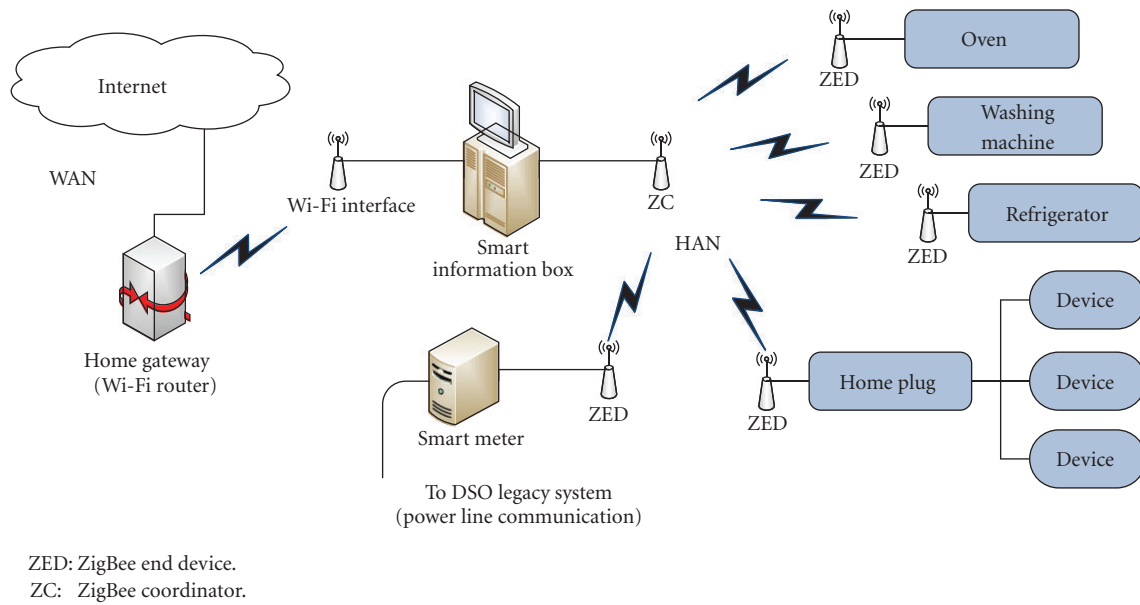 Internet
WAN
Home gateway
(Wi-Fi router)
Wi-Fi interface
Smart
information box
ZC
HAN
ZED
Oven
ZED
Washing
machine
ZED
Refrigerator
ZED
Home plug
Device
Device
Device
Smart meter
ZED
To DSO legacy system
(power line communication)
ZED: ZigBee end device.
ZC: ZigBee coordinator.